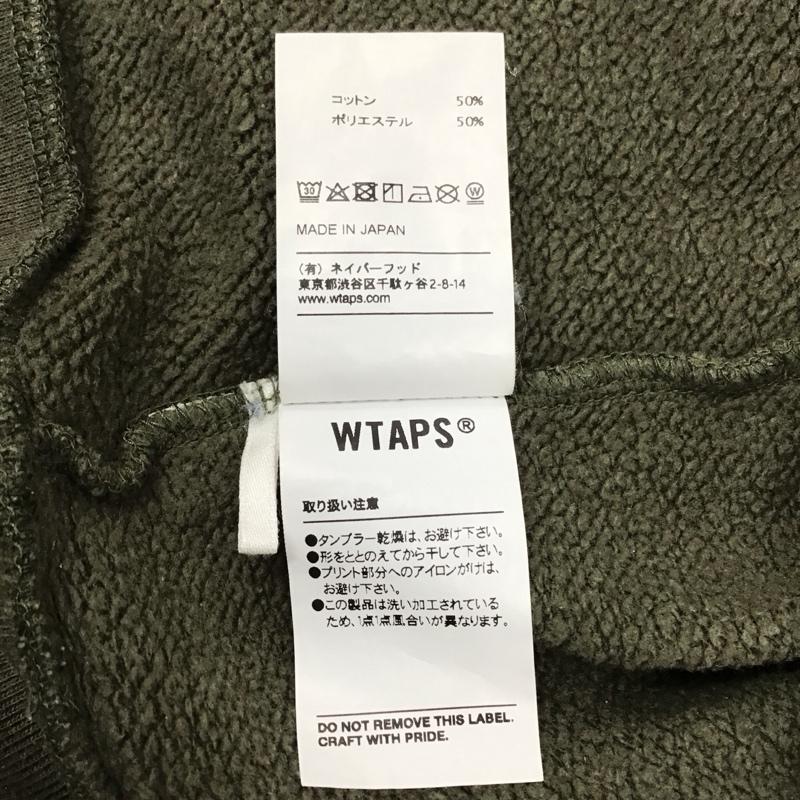 コットン 50%
ポリエステル 50%
30 W
MADE IN JAPAN
(有) ネイバーフッド
東京都渋谷区千駄ヶ谷2-8-14
www.wtaps.com
WTAPS®
取り扱い注意
●タンブラー乾燥は、お避け下さい。
●形をととのえてから干して下さい。
●プリント部分へのアイロンがけは、
お避け下さい。
●この製品は洗い加工されている
ため、1点1点風合いが異なります。
DO NOT REMOVE THIS LABEL.
CRAFT WITH PRIDE.